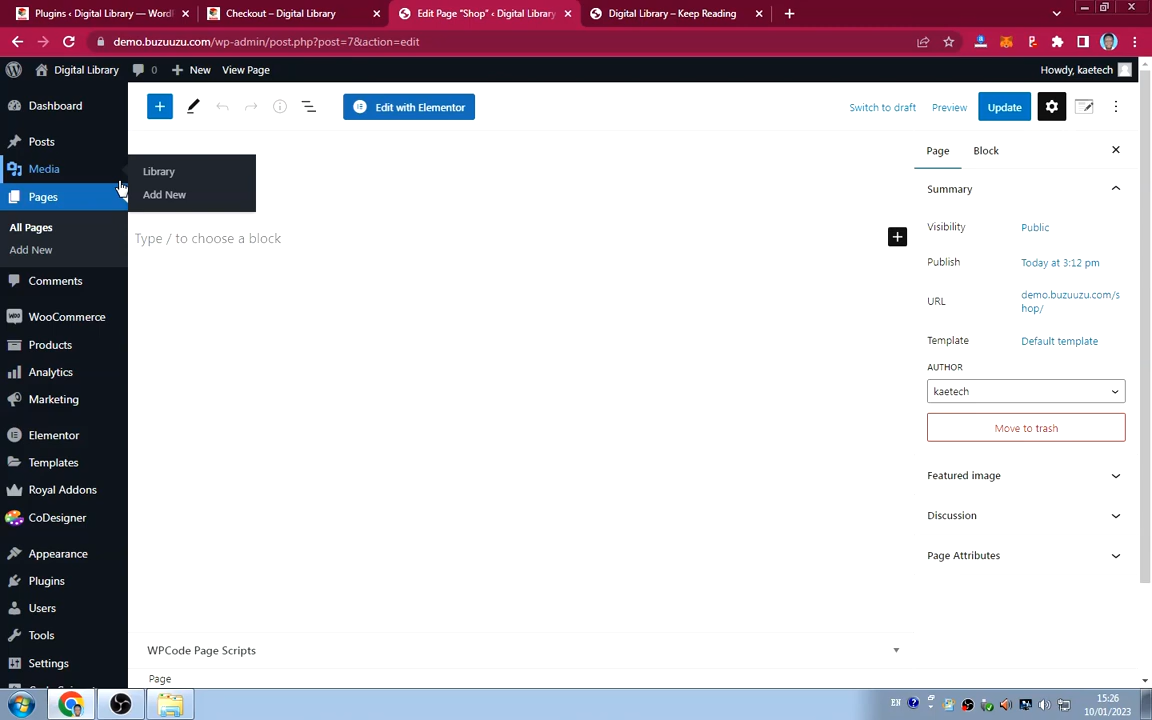 Plugins ‹ Digital Library — Word
Checkout – Digital Library
Edit Page "Shop" ‹ Digital Library
Digital Library – Keep Reading
demo.buzuuzu.com/wp-admin/post.php?post=7&action=edit
Digital Library
0
New
View Page
Howdy, kaetech
Dashboard
Edit with Elementor
Switch to draft
Preview
Update
Posts
Page
Block
Media
Library
Summary
Pages
Add New
All Pages
Visibility
Public
Type / to choose a block
Add New
Publish
Today at 3:12 pm
Comments
URL
demo.buzuuzu.com/s
hop/
WooCommerce
Template
Default template
Products
AUTHOR
Analytics
kaetech
Marketing
Move to trash
Elementor
Templates
Featured image
Royal Addons
CoDesigner
Discussion
Appearance
Page Attributes
Plugins
Users
Tools
WPCode Page Scripts
Settings
Page
EN
15:26
10/01/2023